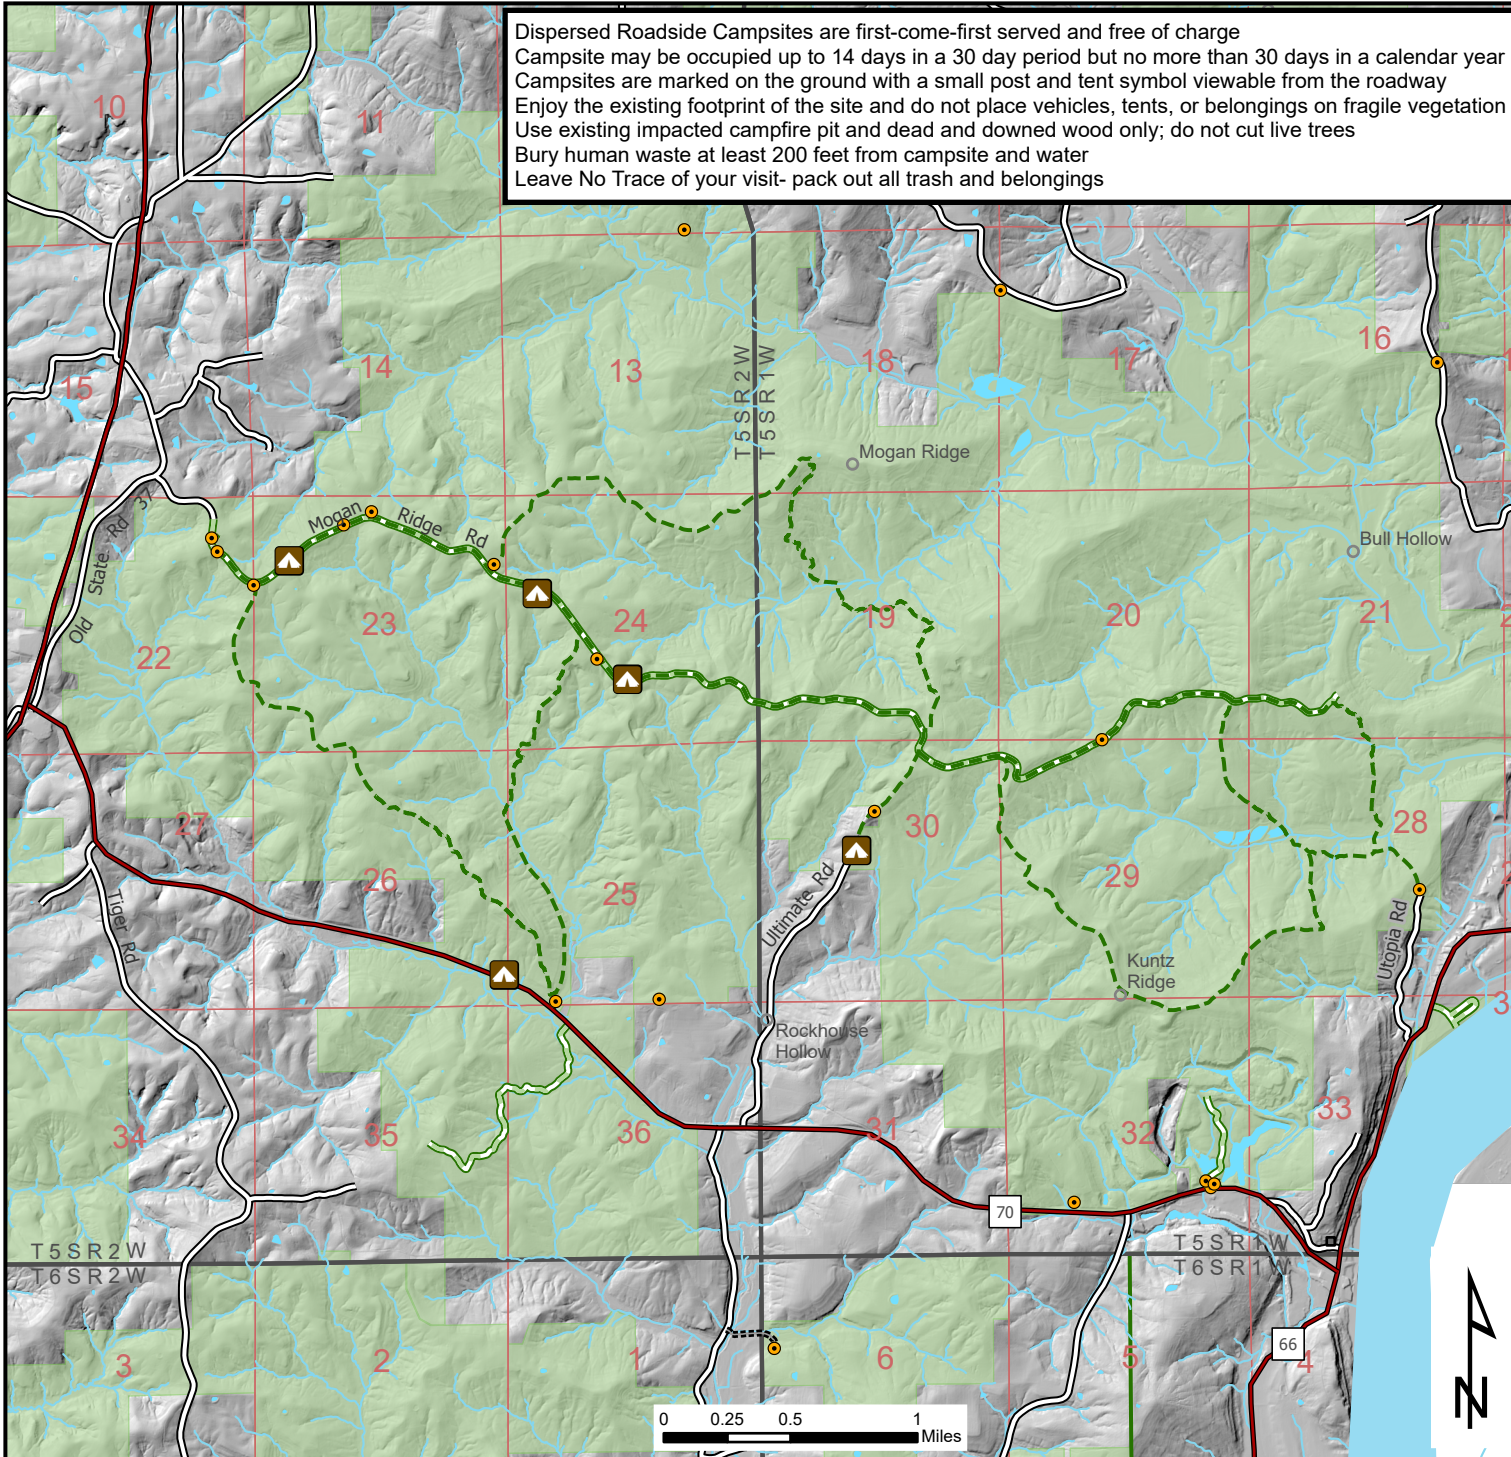 Dispersed Roadside Campsites are first-come-first served and free of charge
Campsite may be occupied up to 14 days in a 30 day period but no more than 30 days in a calendar year
Campsites are marked on the ground with a small post and tent symbol viewable from the roadway
Enjoy the existing footprint of the site and do not place vehicles, tents, or belongings on fragile vegetation
Use existing impacted campfire pit and dead and downed wood only; do not cut live trees
Bury human waste at least 200 feet from campsite and water
Leave No Trace of your visit- pack out all trash and belongings
10
11
14
13
18
17
16
15
T5SR2W
T5SR1W
Mogan Ridge
Old State Rd 37
Mogan Ridge Rd
Bull Hollow
22
23
24
19
20
21
27
26
25
30
29
28
Tiger Rd
Ultimate Rd
Utopia Rd
Kuntz
Ridge
Rockhouse
Hollow
34
35
36
31
32
33
70
T5SR2W
T6SR2W
T5SR1W
T6SR1W
3
2
1
6
5
4
66
0 0.25 0.5 1
Miles
N